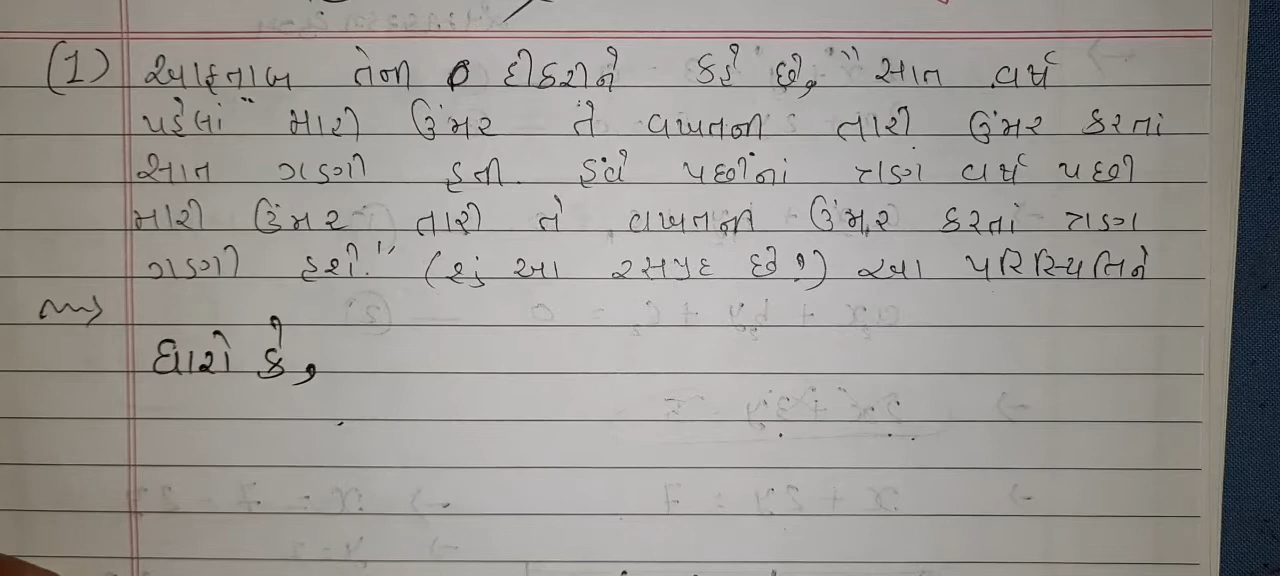 (1) આફતાબ તેની દીકરીને કહે છે, "સાત વર્ષ
પહેલાં" મારી ઉંમર તે વખતની તારી ઉંમર કરતાં
સાત ગણી હતી. હવે પછીનાં ત્રણ વર્ષ પછી
મારી ઉંમર તારી તે વખતની ઉંમર કરતાં ત્રણ
ગણી હશે." (શું આ રસપ્રદ છે?) આ પરિસ્થિતિને
ધારો કે,